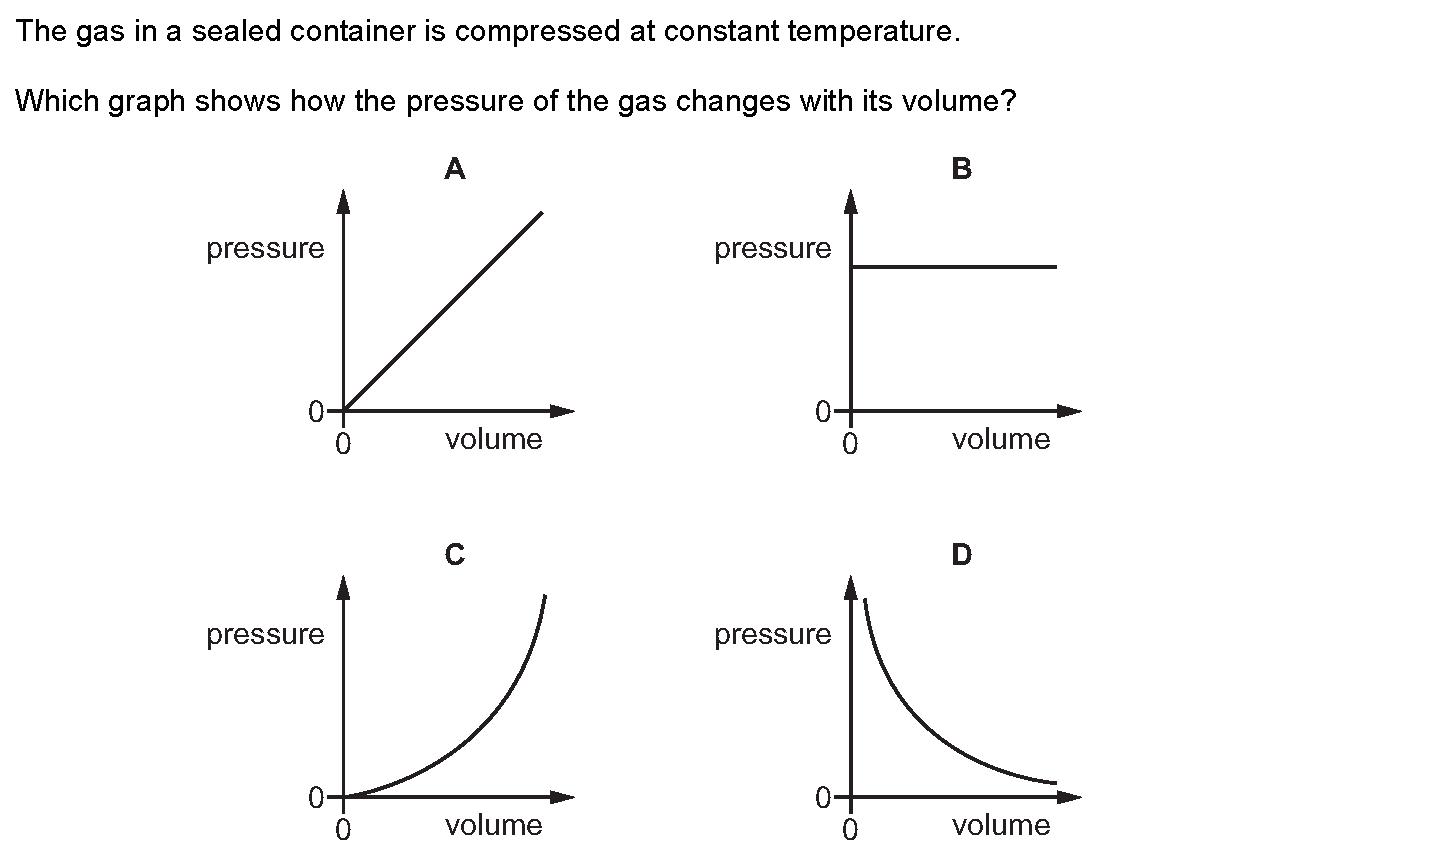 The gas in a sealed container is compressed at constant temperature.
Which graph shows how the pressure of the gas changes with its volume?
A
pressure
0
0
volume
B
pressure
0
0
volume
C
pressure
0
0
volume
D
pressure
0
0
volume